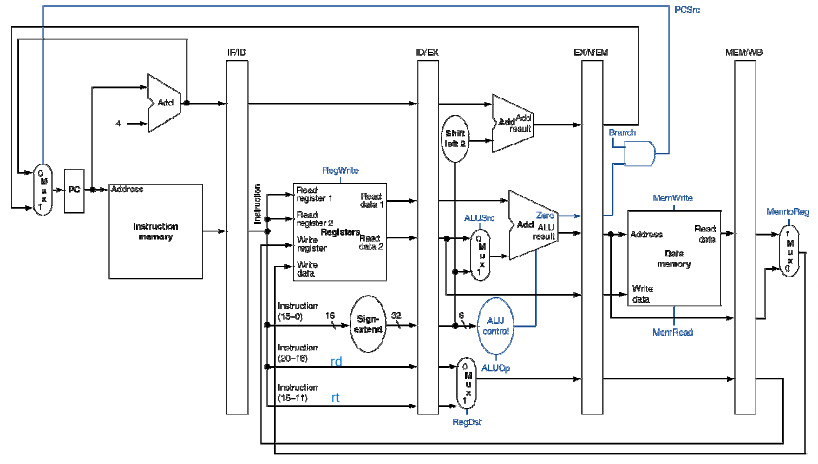 PCSrc
IF/ID
ID/EX
EX/MEM
MEM/WB
Add
4
Shift
left 2
Add
Add
result
Branch
0
M
u
x
1
PC
Address
Instruction
memory
Instruction
RegWrite
Read
register 1
Read
register 2
Registers
Write
register
Write
data
Read
data 1
Read
data 2
ALUSrc
0
M
u
x
1
Zero
Add
ALU
result
MemWrite
Address
Read
data
Data
memory
Write
data
MemRead
MemtoReg
1
M
u
x
0
Instruction
(15–0)
16
Sign-
extend
32
6
ALU
control
ALUOp
Instruction
(20–16)
rd
Instruction
(15–11)
rt
0
M
u
x
1
RegDst